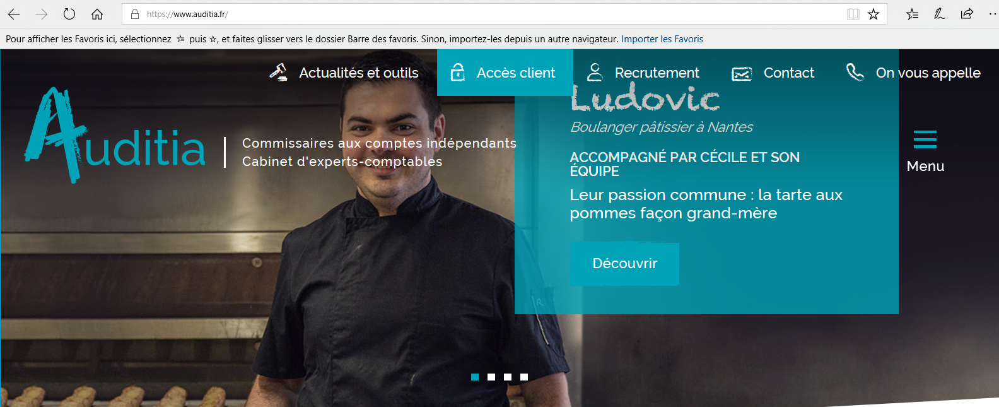 https://www.auditia.fr/
Pour afficher les Favoris ici, sélectionnez puis ☆, et faites glisser vers le dossier Barre des favoris. Sinon, importez-les depuis un autre navigateur. Importer les Favoris
Actualités et outils
Accès client
Recrutement
Contact
On vous appelle
Auditia
Commissaires aux comptes indépendants
Cabinet d'experts-comptables
Menu
Ludovic
Boulanger pâtissier à Nantes
ACCOMPAGNÉ PAR CÉCILE ET SON
ÉQUIPE
Leur passion commune : la tarte aux
pommes façon grand-mère
Découvrir